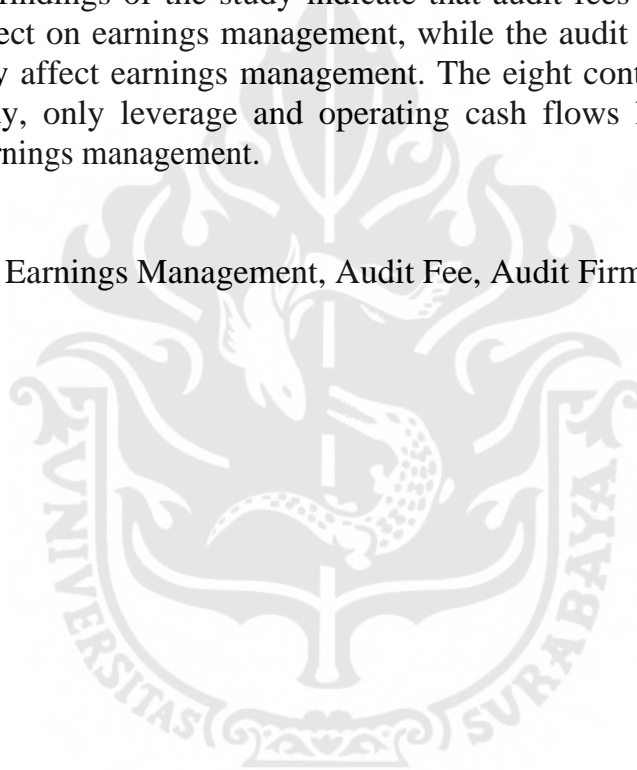 findings of the study indicate that audit fees
ect on earnings management, while the audit
y affect earnings management. The eight cont
y, only leverage and operating cash flows
rnings management.
Earnings Management, Audit Fee, Audit Firm
UNIVERSITAS SURABAYA